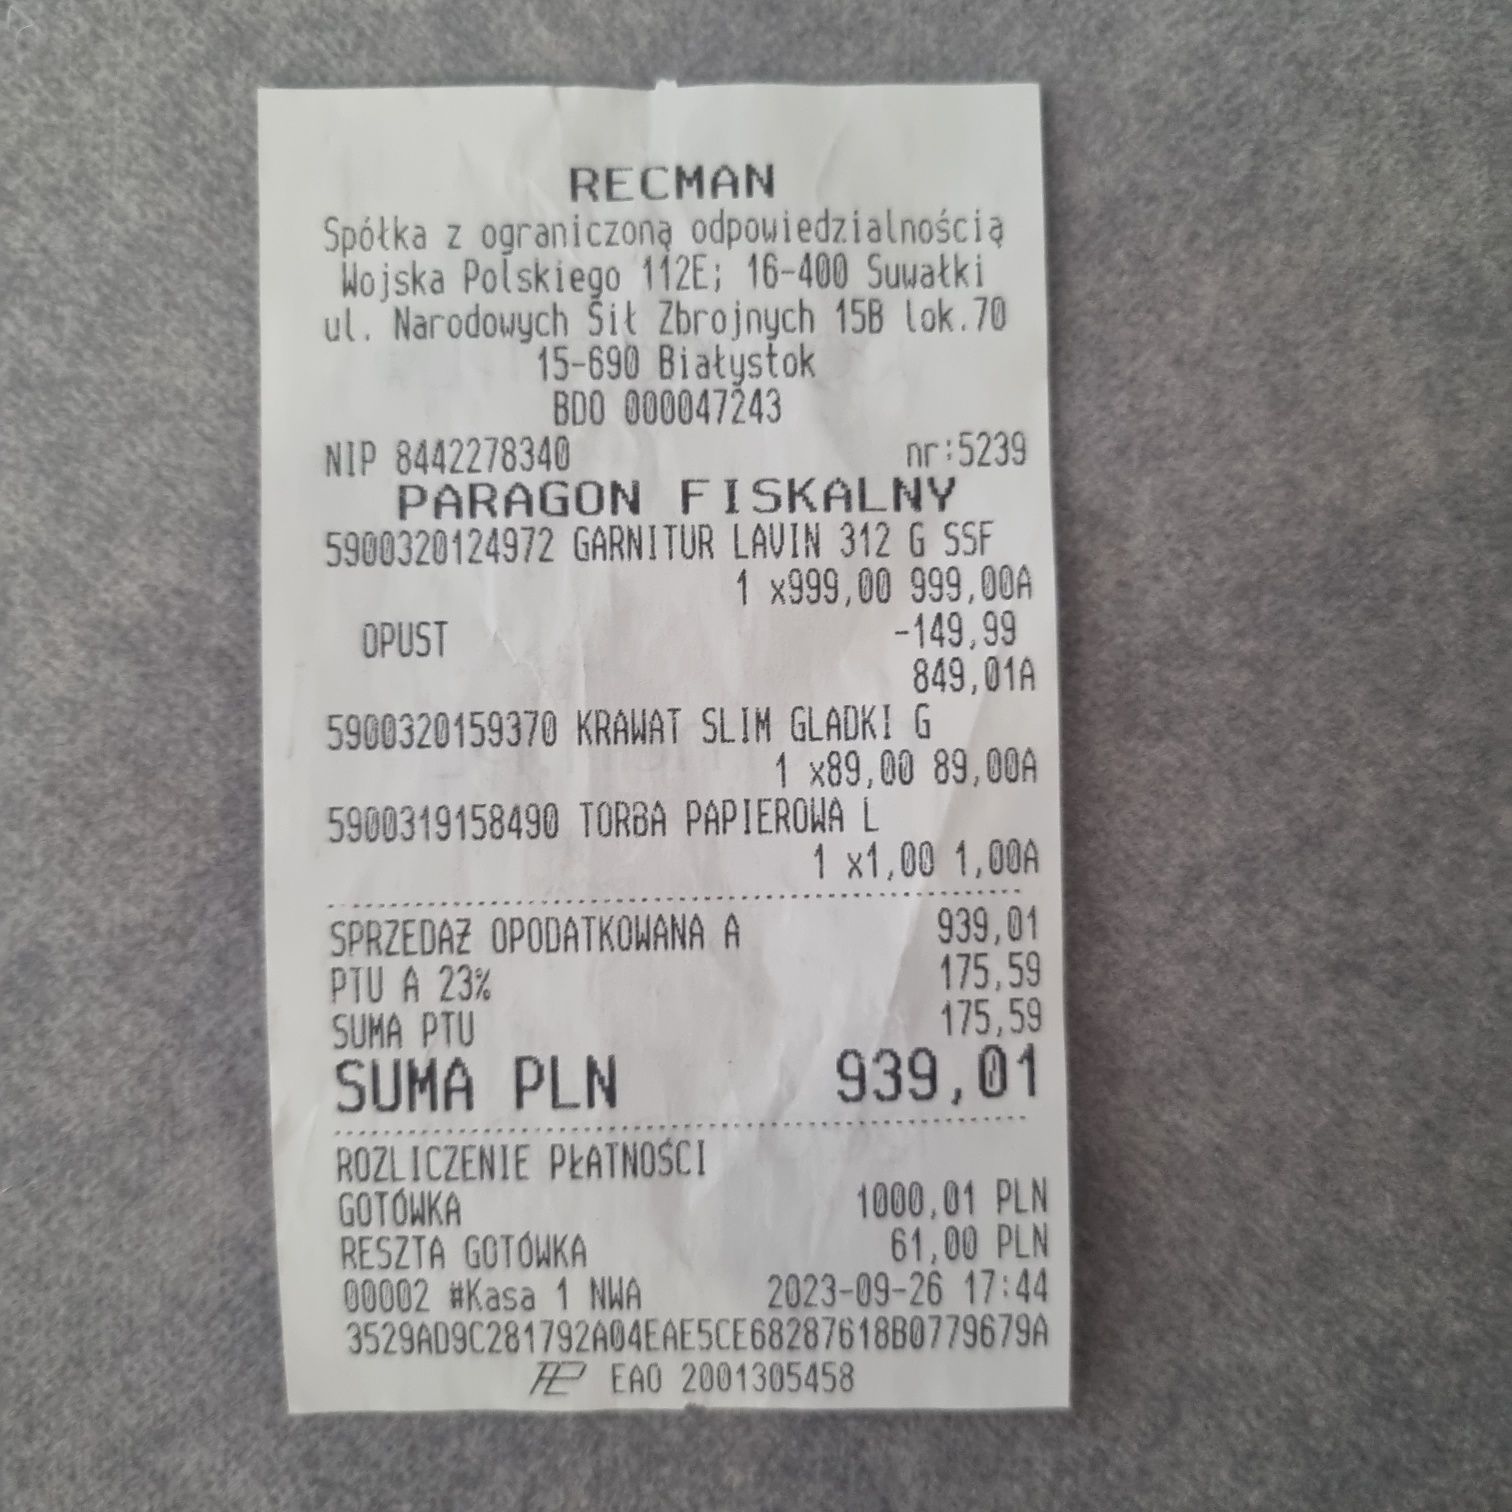 RECMAN
Spółka z ograniczoną odpowiedzialnością
Wojska Polskiego 112E; 16-400 Suwałki
ul. Narodowych Sił Zbrojnych 15B lok.70
15-690 Białystok
BDO 000047243
NIP 8442278340 nr:5239
PARAGON FISKALNY
5900320124972 GARNITUR LAVIN 312 G SSF
1 x999,00 999,00A
OPUST -149,99
849,01A
5900320159370 KRAWAT SLIM GLADKI G
1 x89,00 89,00A
5900319158490 TORBA PAPIEROWA L
1 x1,00 1,00A
SPRZEDAŻ OPODATKOWANA A 939,01
PTU A 23% 175,59
SUMA PTU 175,59
SUMA PLN 939,01
ROZLICZENIE PŁATNOŚCI
GOTÓWKA 1000,01 PLN
RESZTA GOTÓWKA 61,00 PLN
00002 #Kasa 1 NWA 2023-09-26 17:44
3529AD9C281792A04EAE5CE68287618B0779679A
EAO 2001305458